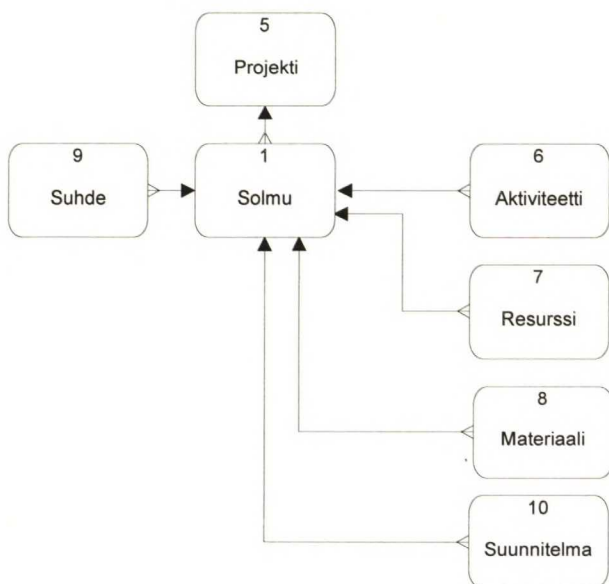 5
Projekti
9
Suhde
1
Solmu
6
Aktiviteetti
7
Resurssi
8
Materiaali
10
Suunnitelma